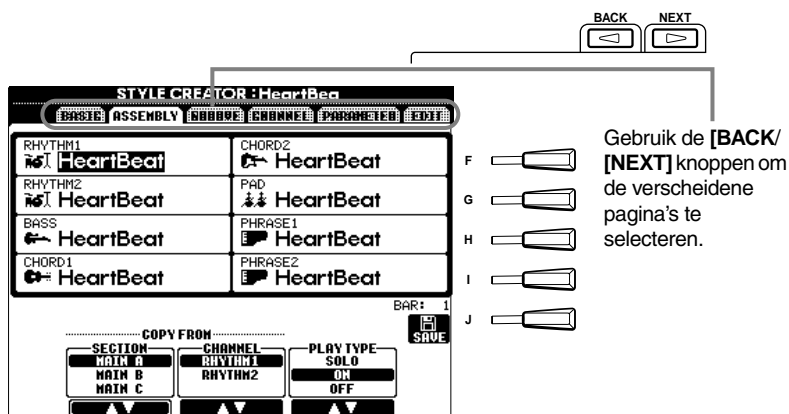 BACK NEXT
STYLE CREATOR : HeartBea
BASIC ASSEMBLY GROOVE CHANNEL PARAMETER EDIT
RHYTHM1
HeartBeat
CHORD2
HeartBeat
RHYTHM2
HeartBeat
PAD
HeartBeat
BASS
HeartBeat
PHRASE1
HeartBeat
CHORD1
HeartBeat
PHRASE2
HeartBeat
F
G
H
I
J
Gebruik de [BACK/
[NEXT] knoppen om
de verscheidene
pagina's te
selecteren.
BAR: 1
SAVE
COPY FROM
SECTION
MAIN A
MAIN B
MAIN C
CHANNEL
RHYTHM1
RHYTHM2
PLAY TYPE
SOLO
ON
OFF